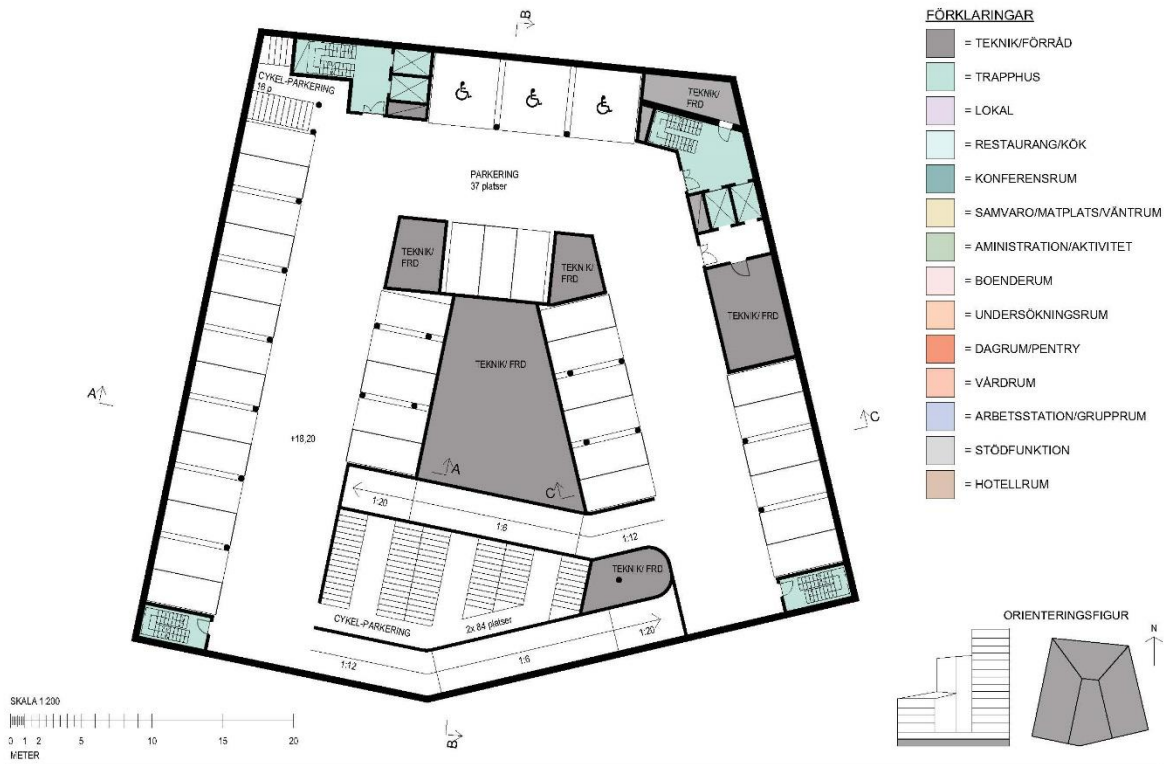 B
FÖRKLARINGAR
= TEKNIK/FÖRRÅD
= TRAPPHUS
= LOKAL
= RESTAURANG/KÖK
= KONFERENSRUM
= SAMVARO/MATPLATS/VÄNTRUM
= AMINISTRATION/AKTIVITET
= BOENDERUM
= UNDERSÖKNINGSRUM
= DAGRUM/PENTRY
= VÅRDRUM
= ARBETSSTATION/GRUPPRUM
= STÖDFUNKTION
= HOTELLRUM
CYKEL-PARKERING
18 p
TEKNIK/
FRD
PARKERING
37 platser
TEKNIK/
FRD
TEKNIK/
FRD
TEKNIK/ FRD
TEKNIK/ FRD
A
C
+18,20
A
C
1:20
1:6
1:12
TEKNIK/ FRD
CYKEL-PARKERING
2x 84 platser
1:12
1:6
1:20
B
SKALA 1:200
0 1 2 5 10 15 20
METER
ORIENTERINGSFIGUR
N